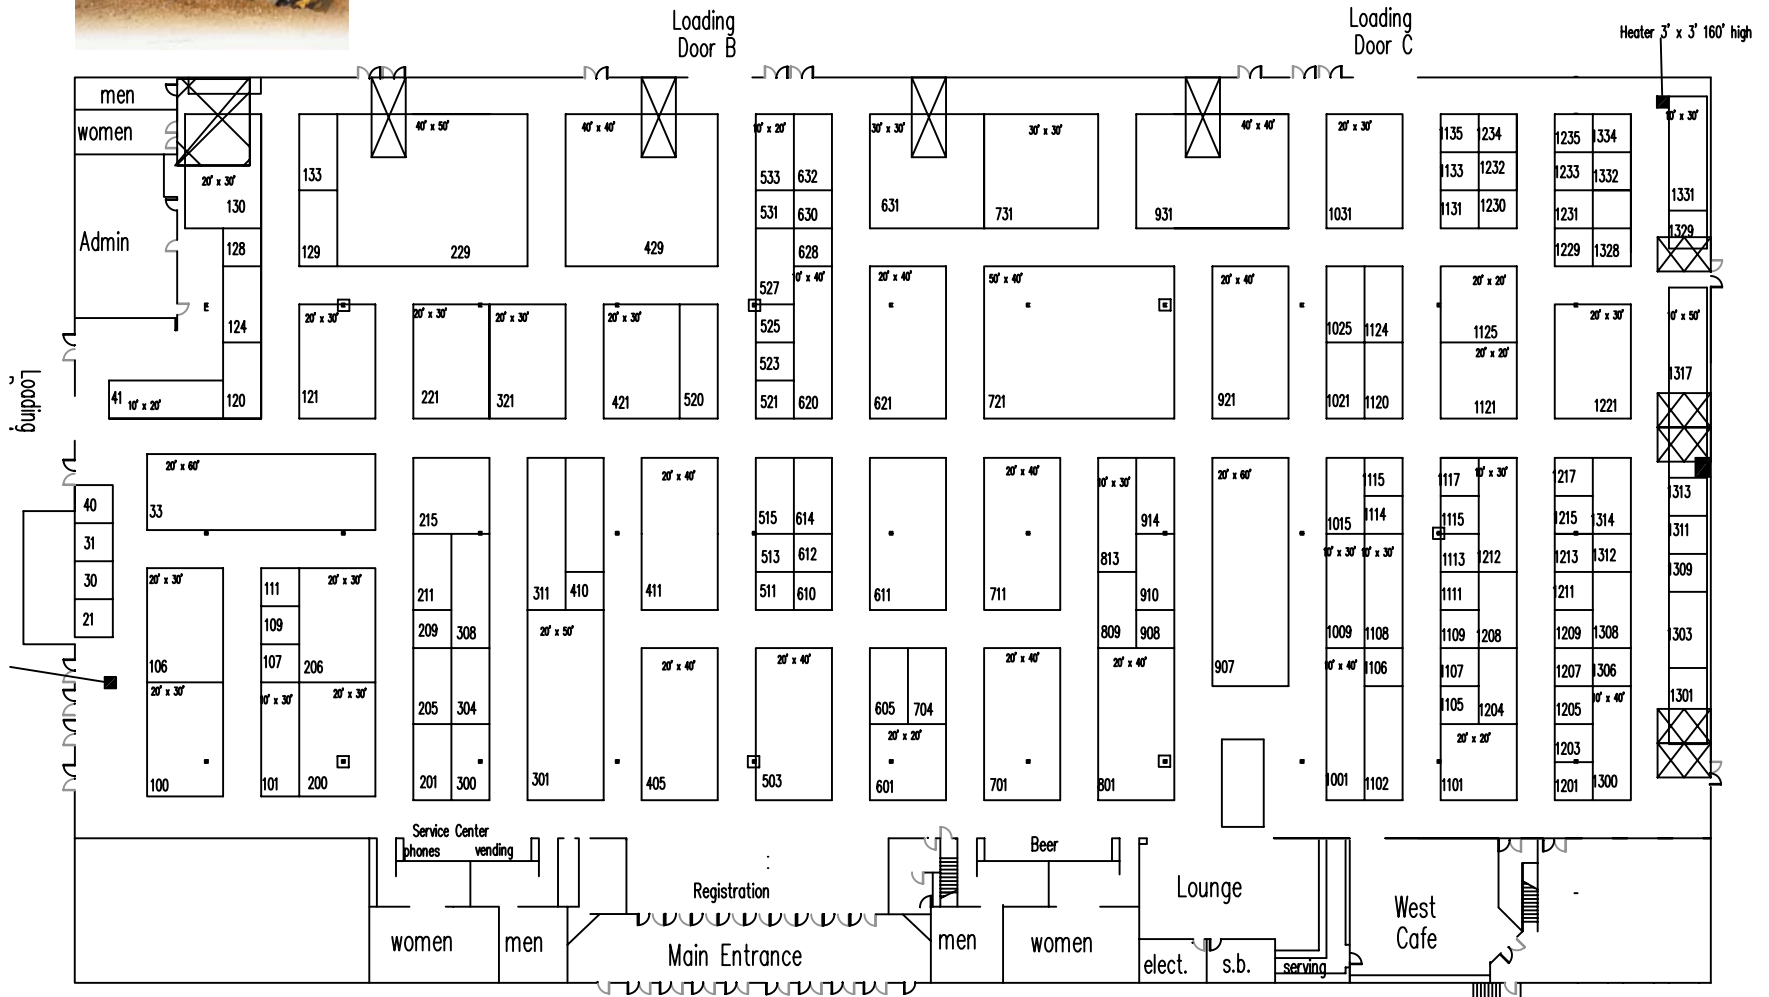 Loading
Door B
Loading
Door C
Heater 3' x 3' 160' high
men
women
Admin
20' x 30'
130
128
124
120
41 10' x 20'
E
Loading
133
129
40' x 50'
229
40' x 40'
429
10' x 20'
533 632
531 630
628
527 10' x 40'
525
523
521 620
30' x 30'
631
30' x 30'
731
40' x 40'
931
20' x 30'
1031
1135 1234
1133 1232
1131 1230
1235 1334
1233 1332
1231
1229 1328
10' x 30'
1331
1329
20' x 30'
121
20' x 30'
221
20' x 30'
321
20' x 30'
421
520
20' x 40'
621
50' x 40'
721
20' x 40'
921
1025 1124
1021 1120
20' x 20'
1125
20' x 20'
1121
20' x 30'
1221
10' x 50'
1317
20' x 60'
33
40
31
30
21
215
211
209 308
205 304
201 300
311 410
20' x 50'
301
20' x 40'
411
515 614
513 612
511 610
611
20' x 40'
711
10' x 30'
813
914
910
809 908
20' x 40'
801
20' x 60'
907
1115
1015 1114
10' x 30' 10' x 30'
1009 1108
10' x 40' 1106
1001 1102
1117 10' x 30'
1115
1113 1212
1111
1109 1208
1107
1105 1204
20' x 20'
1101
1217
1215 1314
1213 1312
1211
1209 1308
1207 1306
1205 10' x 40'
1203
1201 1300
1313
1311
1309
1303
1301
20' x 30'
106
20' x 30'
100
111
109
107
20' x 30'
206
10' x 30'
101
20' x 30'
200
20' x 40'
405
20' x 40'
503
605 704
20' x 20'
601
20' x 40'
701
Service Center
phones vending
women
men
Registration
Main Entrance
Beer
men
women
Lounge
elect.
s.b.
serving
West
Cafe